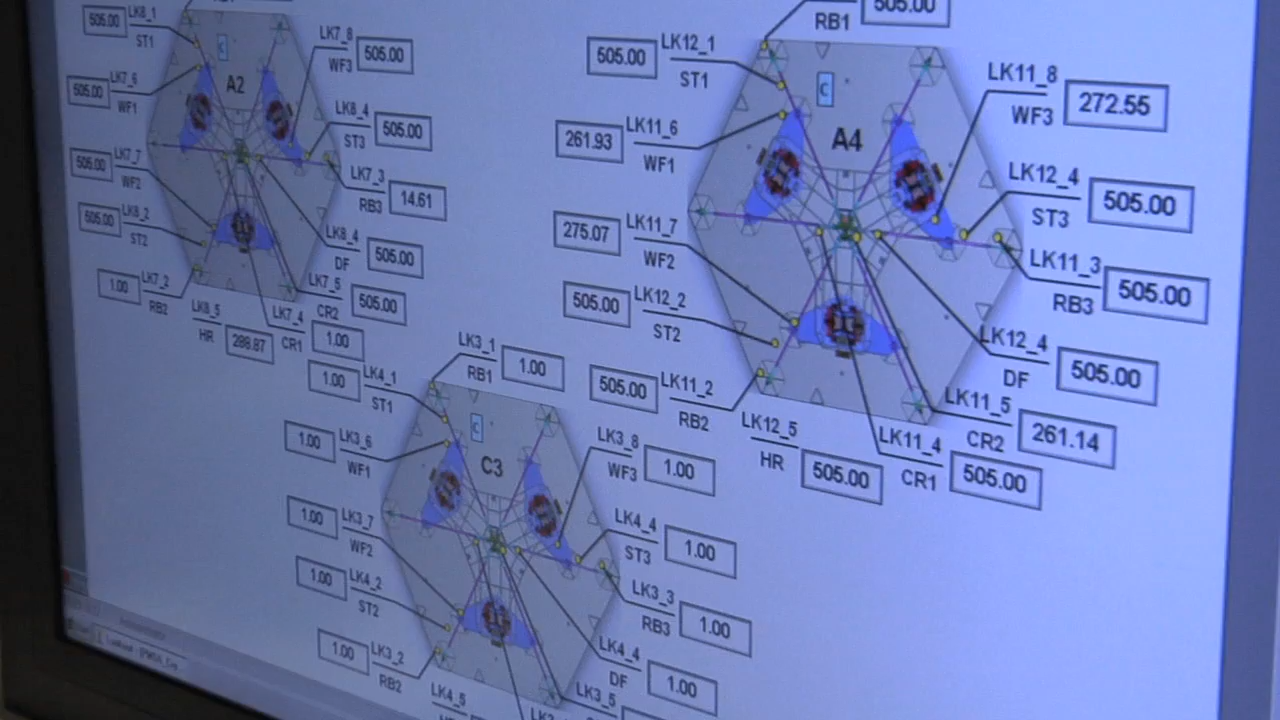 505.00
LK8_1
ST1
LK7_8
WF3
505.00
C
A2
505.00
LK7_6
WF1
LK8_4
ST3
505.00
505.00
LK7_7
WF2
LK7_3
RB3
14.61
LK8_2
ST2
LK8_4
DF
505.00
1.00
LK7_2
RB2
LK7_5
CR2
505.00
LK8_5
HR
288.87
LK7_4
CR1
1.00
RB1
505.00
505.00
LK12_1
ST1
C
A4
LK11_8
WF3
272.55
261.93
LK11_6
WF1
LK12_4
ST3
505.00
275.07
LK11_7
WF2
LK11_3
RB3
505.00
505.00
LK12_2
ST2
LK12_4
DF
505.00
505.00
LK11_2
RB2
LK11_5
CR2
261.14
LK12_5
HR
505.00
LK11_4
CR1
505.00
LK3_1
RB1
1.00
1.00
LK4_1
ST1
C
C3
1.00
LK3_6
WF1
LK3_8
WF3
1.00
1.00
LK3_7
WF2
LK4_4
ST3
1.00
1.00
LK4_2
ST2
LK3_3
RB3
1.00
1.00
LK3_2
RB2
LK4_4
DF
1.00
LK4_5
LK3_5